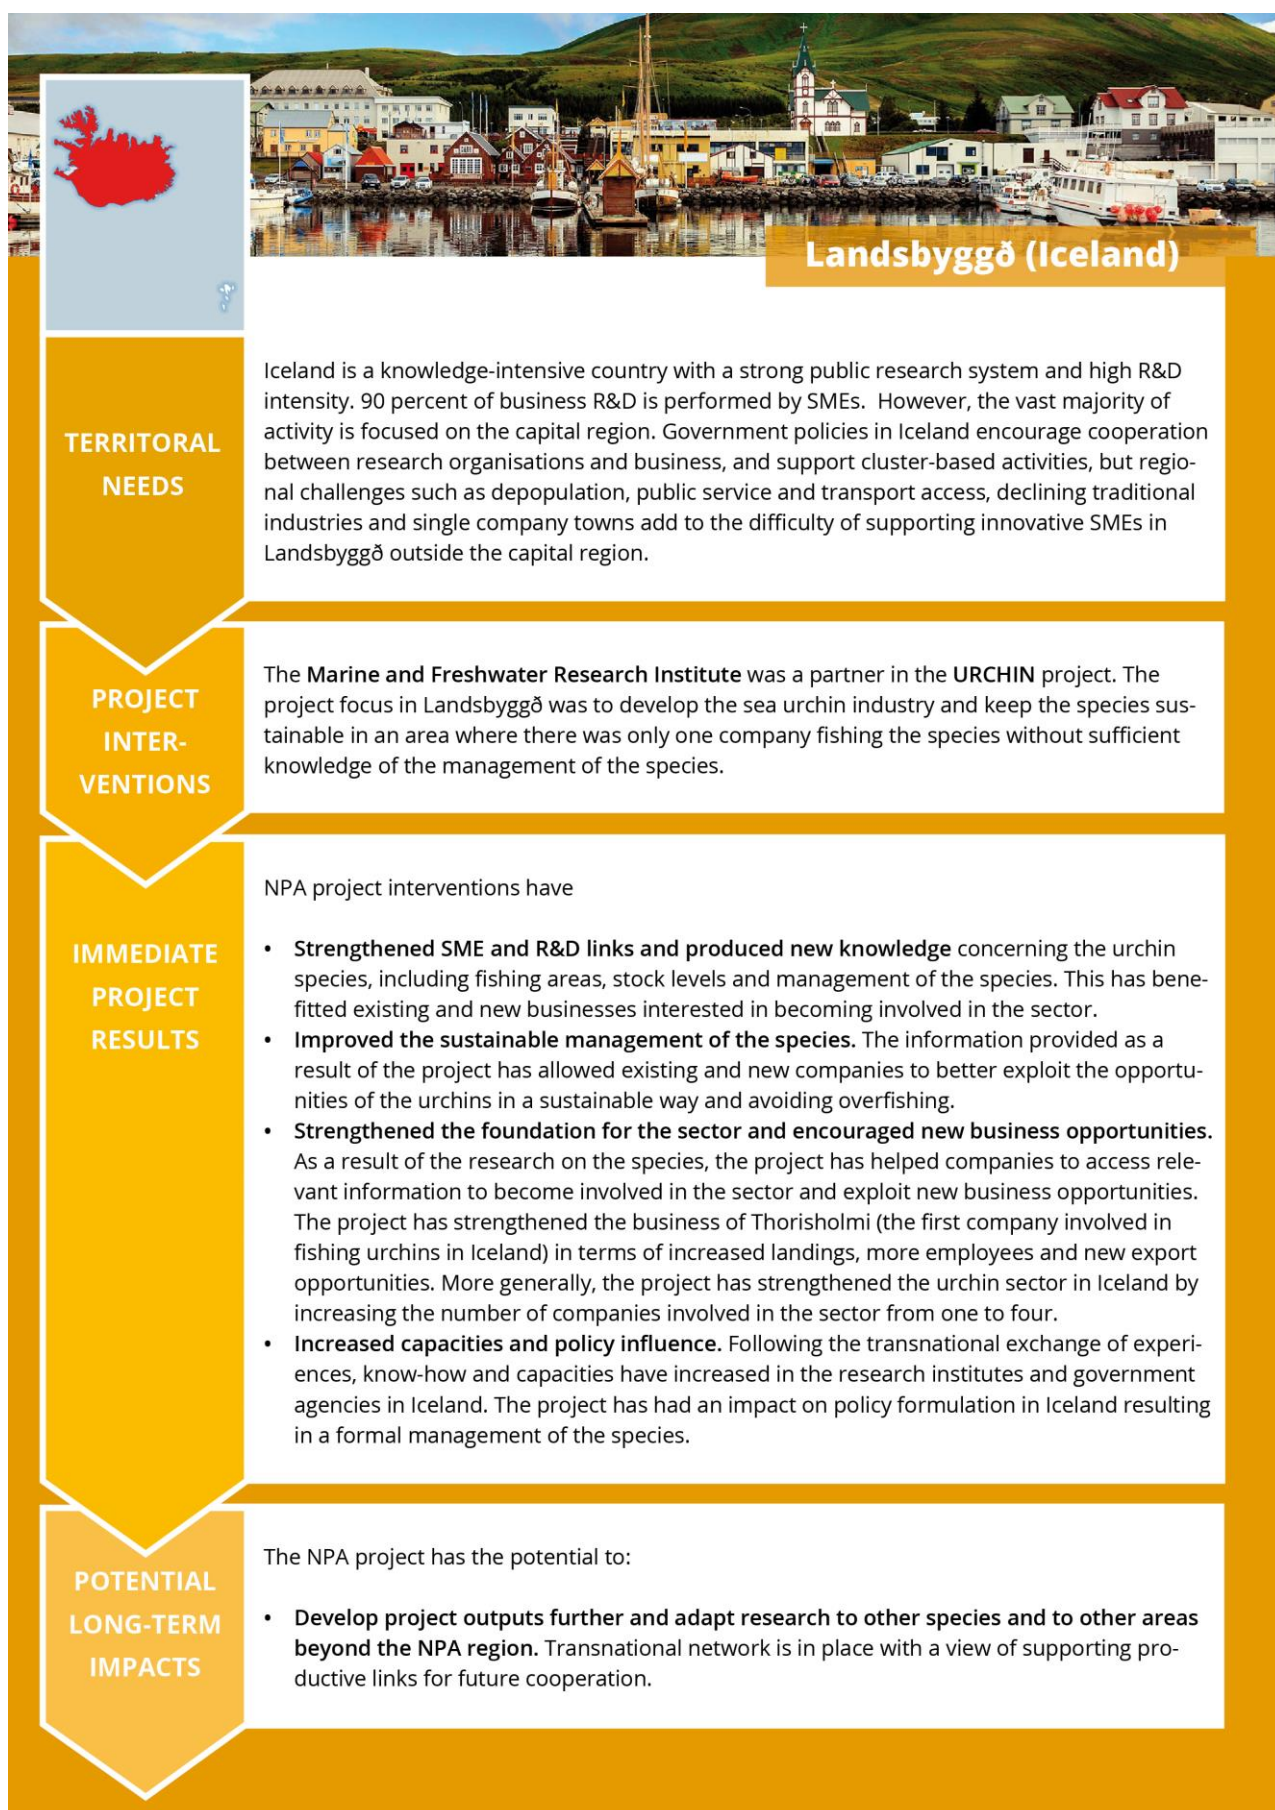 Landsbyggð (Iceland)
TERRITORAL
NEEDS
Iceland is a knowledge-intensive country with a strong public research system and high R&D
intensity. 90 percent of business R&D is performed by SMEs.  However, the vast majority of
activity is focused on the capital region. Government policies in Iceland encourage cooperation
between research organisations and business, and support cluster-based activities, but regio-
nal challenges such as depopulation, public service and transport access, declining traditional
industries and single company towns add to the difficulty of supporting innovative SMEs in
Landsbyggð outside the capital region.
PROJECT
INTER-
VENTIONS
The Marine and Freshwater Research Institute was a partner in the URCHIN project. The
project focus in Landsbyggð was to develop the sea urchin industry and keep the species sus-
tainable in an area where there was only one company fishing the species without sufficient
knowledge of the management of the species.
IMMEDIATE
PROJECT
RESULTS
NPA project interventions have
• Strengthened SME and R&D links and produced new knowledge concerning the urchin
species, including fishing areas, stock levels and management of the species. This has bene-
fitted existing and new businesses interested in becoming involved in the sector.
• Improved the sustainable management of the species. The information provided as a
result of the project has allowed existing and new companies to better exploit the opportu-
nities of the urchins in a sustainable way and avoiding overfishing.
• Strengthened the foundation for the sector and encouraged new business opportunities.
As a result of the research on the species, the project has helped companies to access rele-
vant information to become involved in the sector and exploit new business opportunities.
The project has strengthened the business of Thorisholmi (the first company involved in
fishing urchins in Iceland) in terms of increased landings, more employees and new export
opportunities. More generally, the project has strengthened the urchin sector in Iceland by
increasing the number of companies involved in the sector from one to four.
• Increased capacities and policy influence. Following the transnational exchange of experi-
ences, know-how and capacities have increased in the research institutes and government
agencies in Iceland. The project has had an impact on policy formulation in Iceland resulting
in a formal management of the species.
POTENTIAL
LONG-TERM
IMPACTS
The NPA project has the potential to:
• Develop project outputs further and adapt research to other species and to other areas
beyond the NPA region. Transnational network is in place with a view of supporting pro-
ductive links for future cooperation.